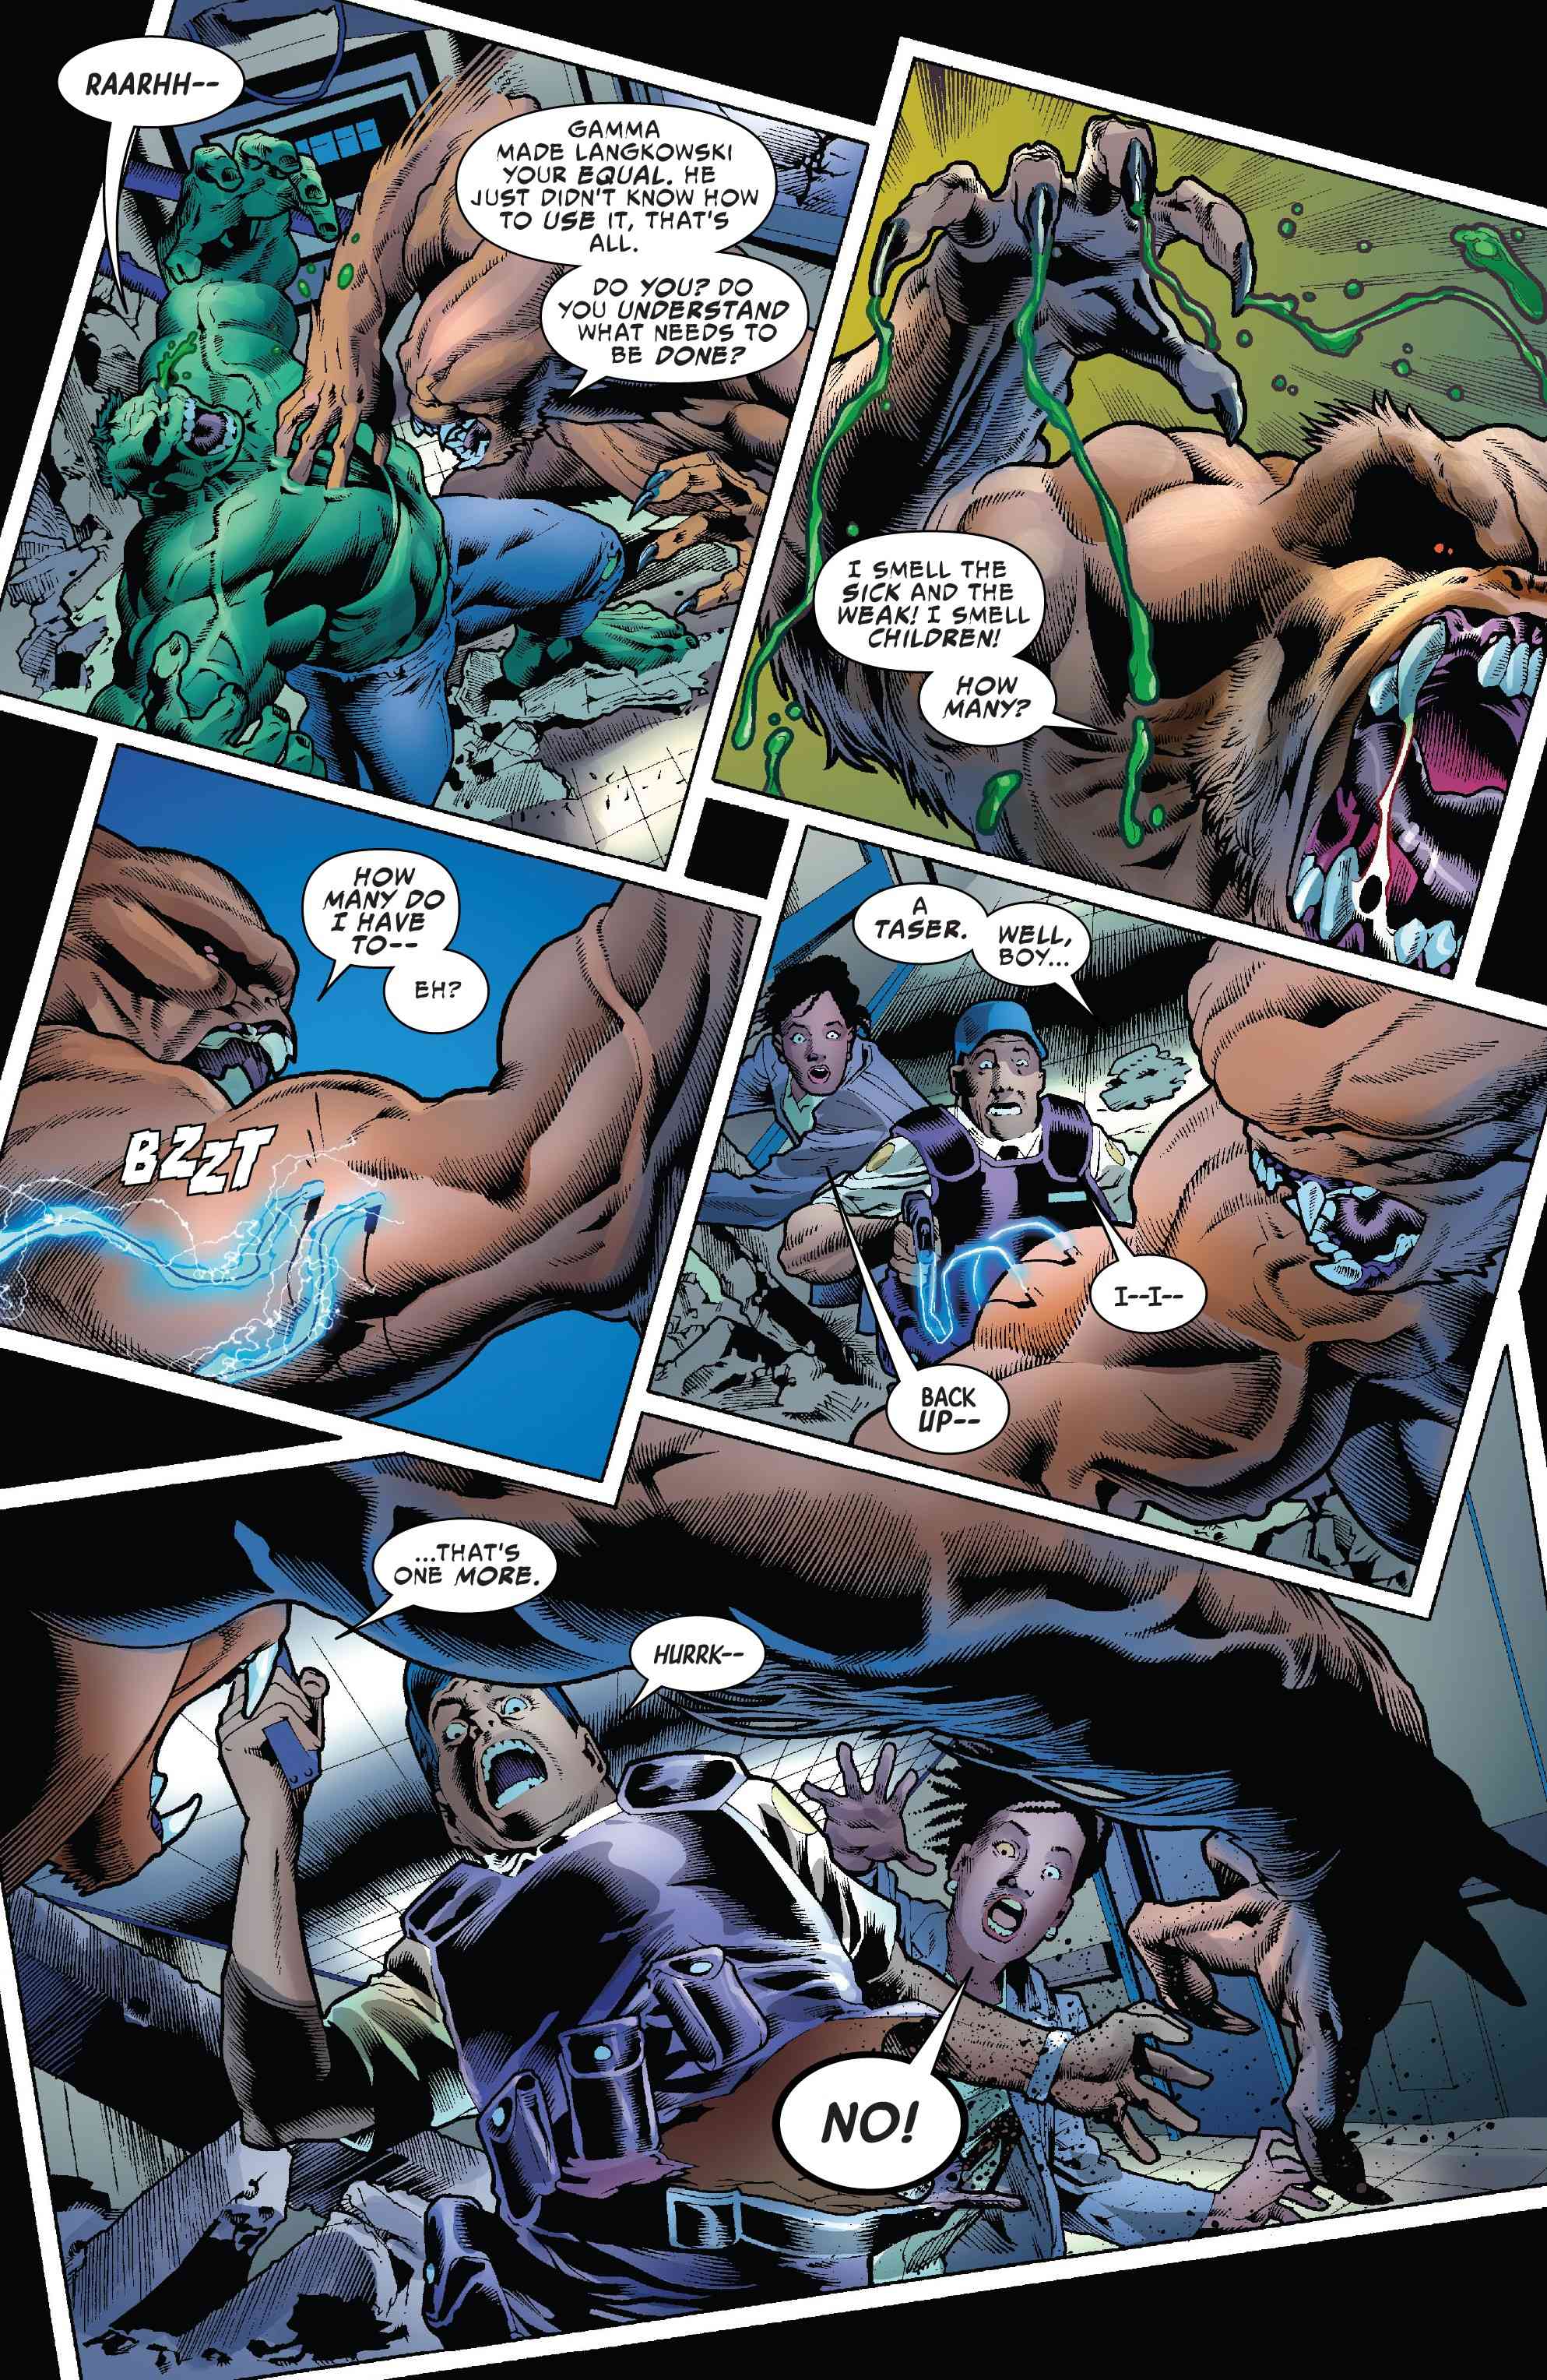 RAARHH--
GAMMA
MADE LANGKOWSKI
YOUR EQUAL. HE
JUST DIDN'T KNOW HOW
TO USE IT, THAT'S
ALL.
DO YOU? DO
YOU UNDERSTAND
WHAT NEEDS TO
BE DONE?
I SMELL THE
SICK AND THE
WEAK! I SMELL
CHILDREN!
HOW
MANY?
HOW
MANY DO
I HAVE
TO--
EH?
BZZT
A
TASER.
WELL,
BOY...
I--I--
BACK
UP--
...THAT'S
ONE MORE.
HURRK--
NO!